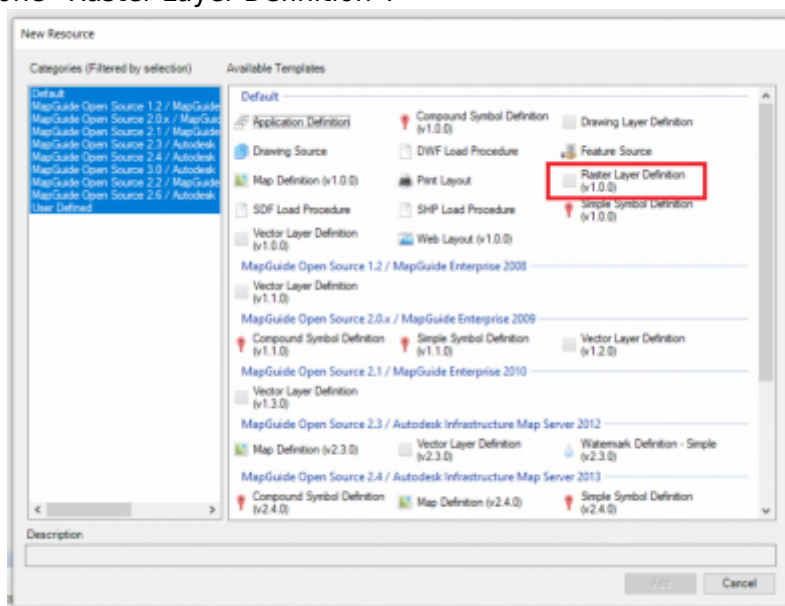 one "Raster Layer Definition".
New Resource
Categories (Filtered by selection)
Available Templates
Default
MapGuide Open Source 1.2 / MapGuide
MapGuide Open Source 2.0.x / MapGuid
MapGuide Open Source 2.1 / MapGuide
MapGuide Open Source 2.3 / Autodesk
MapGuide Open Source 2.4 / Autodesk
MapGuide Open Source 3.0 / Autodesk
MapGuide Open Source 2.2 / MapGuide
MapGuide Open Source 2.6 / Autodesk
User Defined
Default
Application Definition
Compound Symbol Definition
(v1.0.0)
Drawing Layer Definition
Drawing Source
DWF Load Procedure
Feature Source
Map Definition (v1.0.0)
Print Layout
Raster Layer Definition
(v1.0.0)
SDF Load Procedure
SHP Load Procedure
Simple Symbol Definition
(v1.0.0)
Vector Layer Definition
(v1.0.0)
Web Layout (v1.0.0)
MapGuide Open Source 1.2 / MapGuide Enterprise 2008
Vector Layer Definition
(v1.1.0)
MapGuide Open Source 2.0.x / MapGuide Enterprise 2009
Compound Symbol Definition
(v1.1.0)
Simple Symbol Definition
(v1.1.0)
Vector Layer Definition
(v1.2.0)
MapGuide Open Source 2.1 / MapGuide Enterprise 2010
Vector Layer Definition
(v1.3.0)
MapGuide Open Source 2.3 / Autodesk Infrastructure Map Server 2012
Map Definition (v2.3.0)
Vector Layer Definition
(v2.3.0)
Watermark Definition - Simple
(v2.3.0)
MapGuide Open Source 2.4 / Autodesk Infrastructure Map Server 2013
Compound Symbol Definition
(v2.4.0)
Map Definition (v2.4.0)
Simple Symbol Definition
(v2.4.0)
Description
Add
Cancel